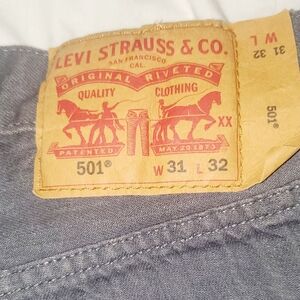 LEVI STRAUSS & CO.
SAN FRANCISCO
CAL.
ORIGINAL RIVETED
QUALITY CLOTHING
XX
PATENTED MAY 20 1873
501®
W 31 L 32
W L
31 32
501®